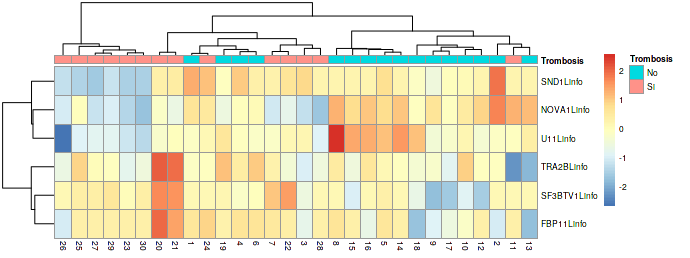 Trombosis
SND1Linfo
NOVA1Linfo
U11Linfo
TRA2BLinfo
SF3BTV1Linfo
FBP11Linfo
2
1
0
-1
-2
Trombosis
No
Si
26 25 27 29 23 30 20 21 1 24 19 4 6 7 22 3 28 8 15 16 5 14 18 9 17 10 12 2 11 13